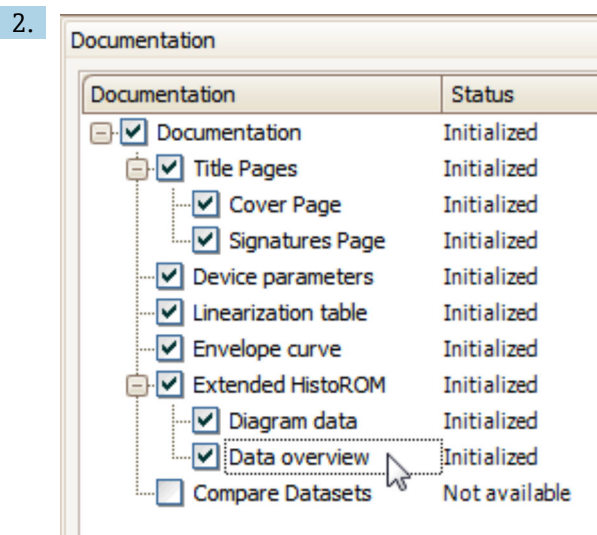 2.
Documentation
Documentation Status
Documentation Initialized
Title Pages Initialized
Cover Page Initialized
Signatures Page Initialized
Device parameters Initialized
Linearization table Initialized
Envelope curve Initialized
Extended HistoROM Initialized
Diagram data Initialized
Data overview Initialized
Compare Datasets Not available